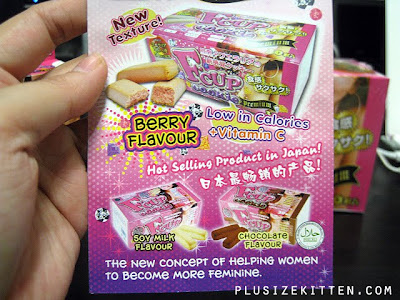 New
Texture!
F cup
Premium
BERRY
FLAVOUR
Low in Calories
+Vitamin C
Hot Selling Product in Japan!
日本最畅销的产品!
SOY MILK
FLAVOUR
CHOCOLATE
FLAVOUR
THE NEW CONCEPT OF HELPING WOMEN
TO BECOME MORE FEMININE.
PLUSIZEKITTEN.COM